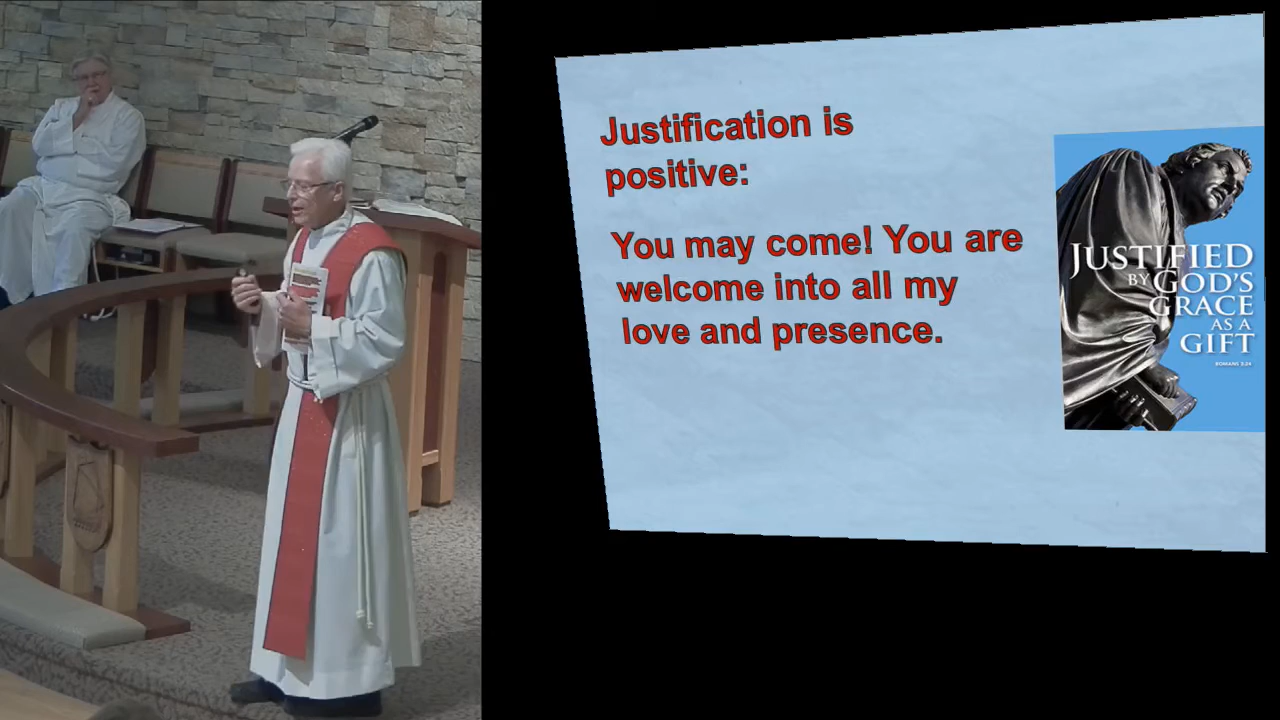 Justification is
positive:
You may come! You are
welcome into all my
love and presence.
JUSTIFIED
BY GOD'S
GRACE
AS A
GIFT
ROMANS 3:24